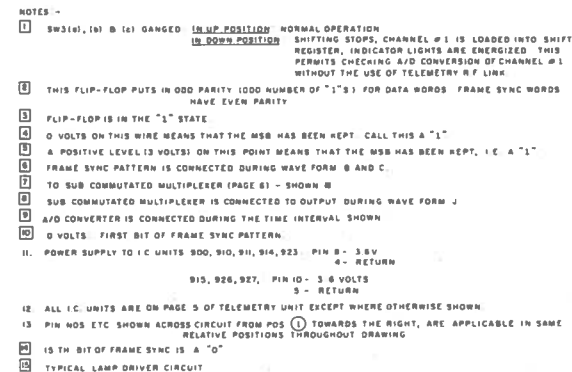 NOTES -
1 SW3(a), (b) & (c) GANGED IN UP POSITION NORMAL OPERATION
IN DOWN POSITION SHIFTING STOPS, CHANNEL #1 IS LOADED INTO SHIFT
REGISTER, INDICATOR LIGHTS ARE ENERGIZED THIS
PERMITS CHECKING A/D CONVERSION OF CHANNEL #1
WITHOUT THE USE OF TELEMETRY R F LINK
2 THIS FLIP-FLOP PUTS IN ODD PARITY (ODD NUMBER OF "1"S) FOR DATA WORDS FRAME SYNC WORDS
HAVE EVEN PARITY
3 FLIP-FLOP IS IN THE "1" STATE
4 0 VOLTS ON THIS WIRE MEANS THAT THE MSB HAS BEEN KEPT CALL THIS A "1"
5 A POSITIVE LEVEL (3 VOLTS) ON THIS POINT MEANS THAT THE MSB HAS BEEN KEPT, I E A "1"
6 FRAME SYNC PATTERN IS CONNECTED DURING WAVE FORM B AND C.
7 TO SUB COMMUTATED MULTIPLEXER (PAGE 6) - SHOWN
8 SUB COMMUTATED MULTIPLEXER IS CONNECTED TO OUTPUT DURING WAVE FORM J
9 A/D CONVERTER IS CONNECTED DURING THE TIME INTERVAL SHOWN
10 0 VOLTS FIRST BIT OF FRAME SYNC PATTERN
11. POWER SUPPLY TO I C UNITS 900, 910, 911, 914, 923 PIN 8 - 3.6V
4 - RETURN
915, 926, 927, PIN 10 - 3 6 VOLTS
5 - RETURN
12 ALL I.C. UNITS ARE ON PAGE 5 OF TELEMETRY UNIT EXCEPT WHERE OTHERWISE SHOWN
13 PIN NOS ETC SHOWN ACROSS CIRCUIT FROM POS 1 TOWARDS THE RIGHT, ARE APPLICABLE IN SAME
RELATIVE POSITIONS THROUGHOUT DRAWING
14 15 TH BIT OF FRAME SYNC IS A "0"
15 TYPICAL LAMP DRIVER CIRCUIT